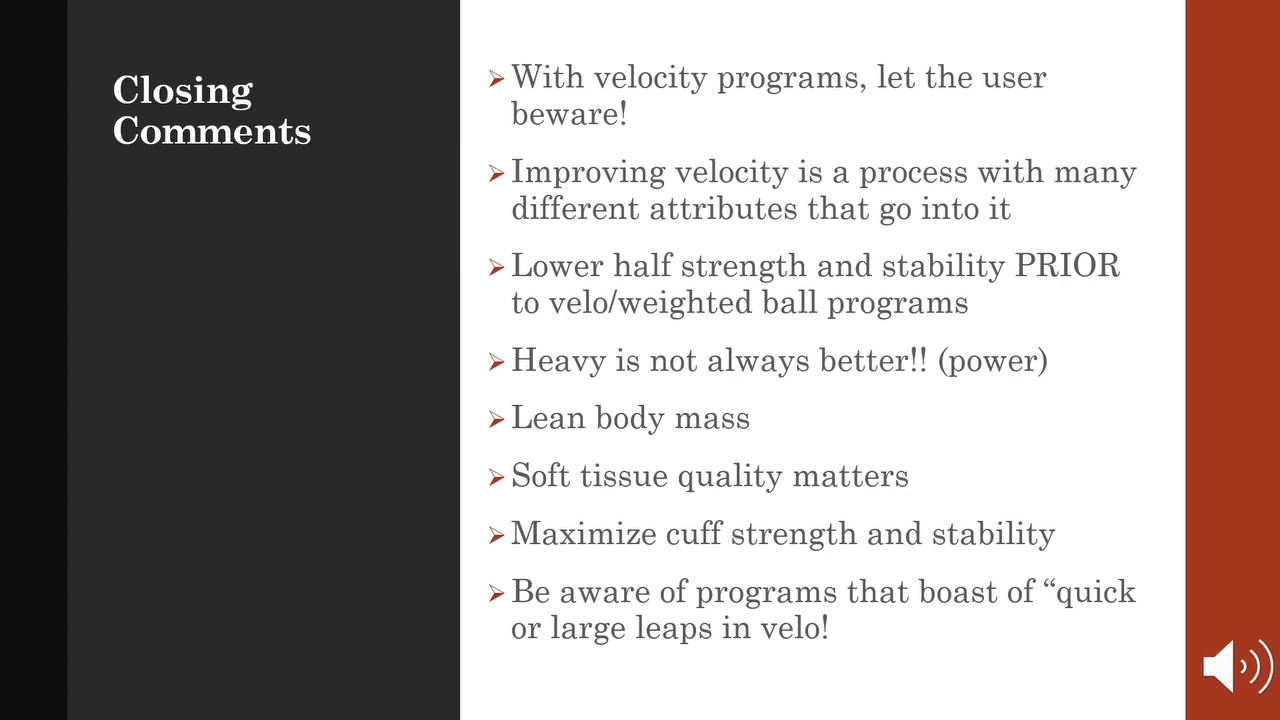 Closing
Comments
With velocity programs, let the user
beware!
Improving velocity is a process with many
different attributes that go into it
Lower half strength and stability PRIOR
to velo/weighted ball programs
Heavy is not always better!! (power)
Lean body mass
Soft tissue quality matters
Maximize cuff strength and stability
Be aware of programs that boast of “quick
or large leaps in velo!